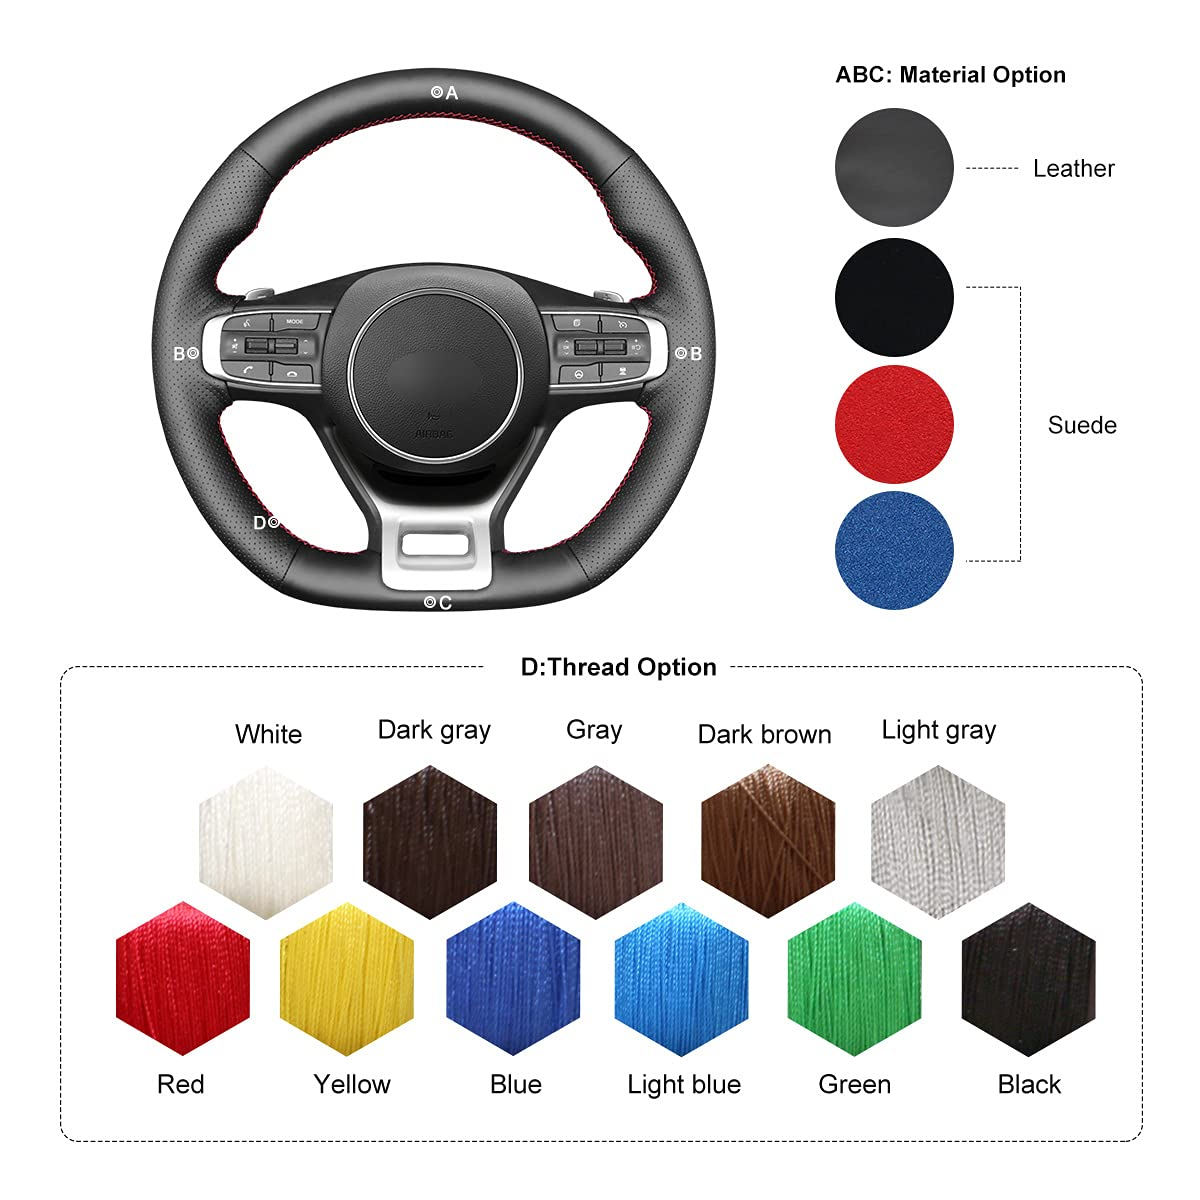 ABC: Material Option
A
Leather
MODE
B
B
AIRBAG
Suede
D
C
D:Thread Option
White
Dark gray
Gray
Dark brown
Light gray
Red
Yellow
Blue
Light blue
Green
Black